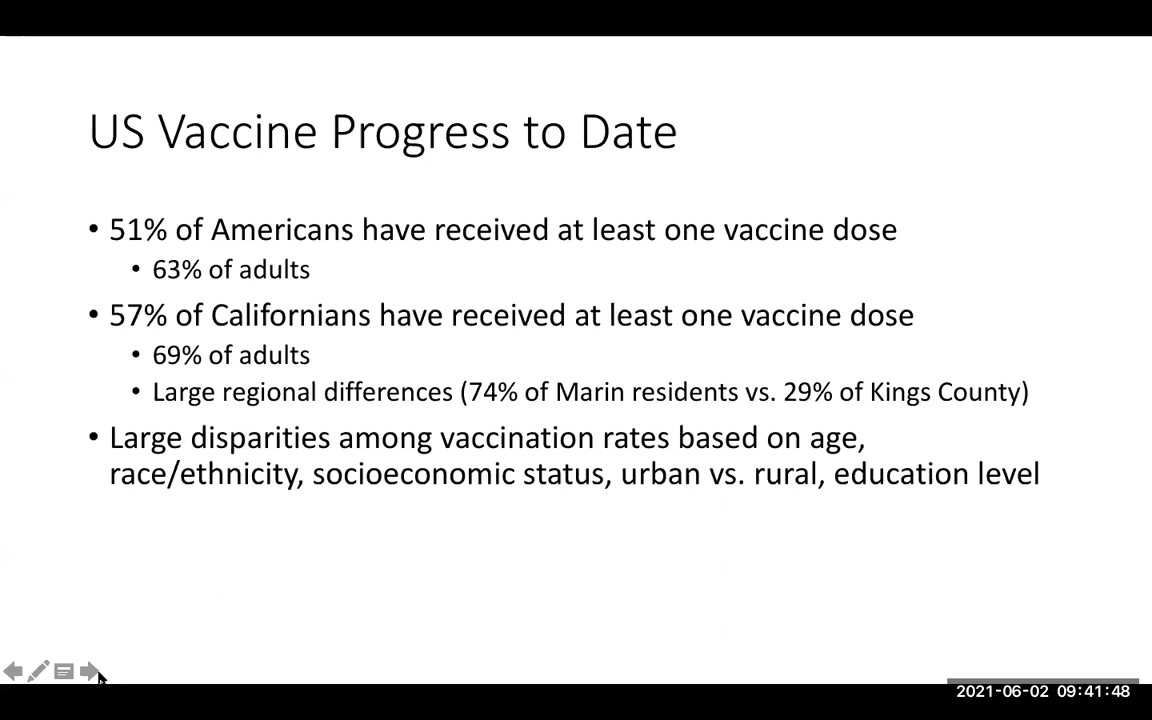 US Vaccine Progress to Date
• 51% of Americans have received at least one vaccine dose
• 63% of adults
• 57% of Californians have received at least one vaccine dose
• 69% of adults
• Large regional differences (74% of Marin residents vs. 29% of Kings County)
• Large disparities among vaccination rates based on age,
race/ethnicity, socioeconomic status, urban vs. rural, education level
2021-06-02 09:41:48